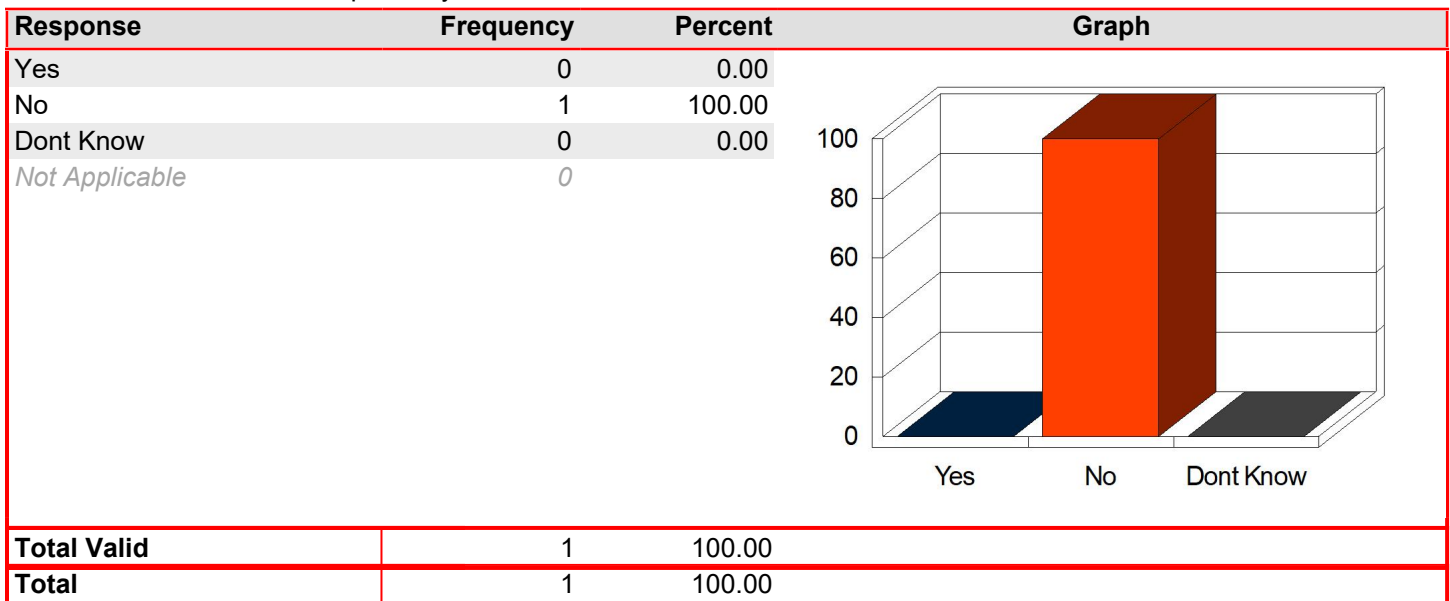 Response Frequency Percent Graph
Yes 0 0.00
No 1 100.00
Dont Know 0 0.00
Not Applicable 0
100
80
60
40
20
0
Yes No Dont Know
Total Valid 1 100.00
Total 1 100.00